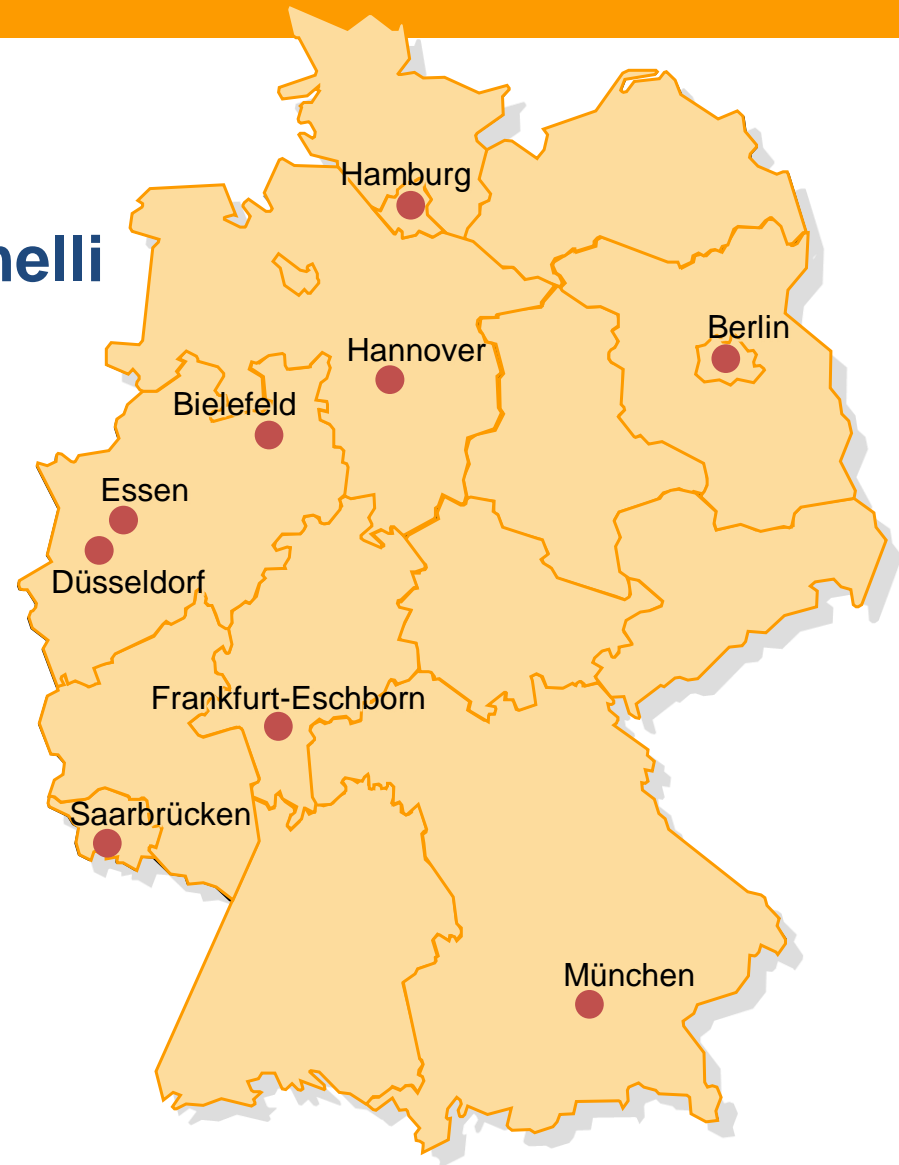 Hamburg
nelli
Berlin
Hannover
Bielefeld
Essen
Düsseldorf
Frankfurt-Eschborn
Saarbrücken
München